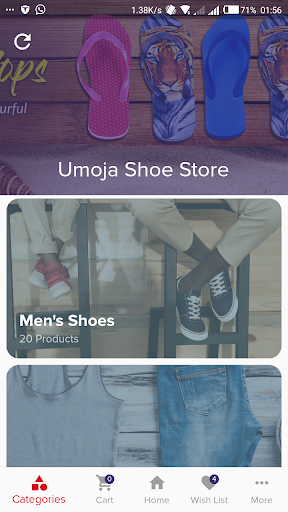 1.38K/s 71% 01:56
ops
urful
Umoja Shoe Store
Men's Shoes
20 Products
0
4
Categories
Cart
Home
Wish List
More